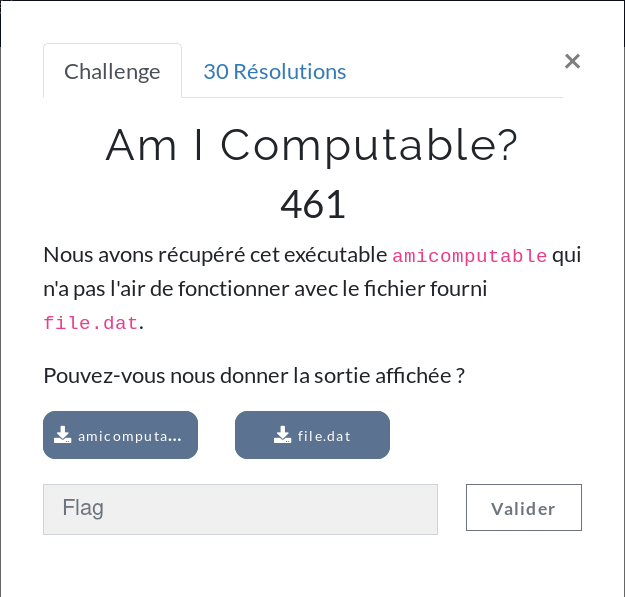 Challenge
30 Résolutions
×
Am I Computable?
461
Nous avons récupéré cet exécutable amicomputable qui
n'a pas l'air de fonctionner avec le fichier fourni
file.dat.
Pouvez-vous nous donner la sortie affichée ?
amicomputa...
file.dat
Flag
Valider